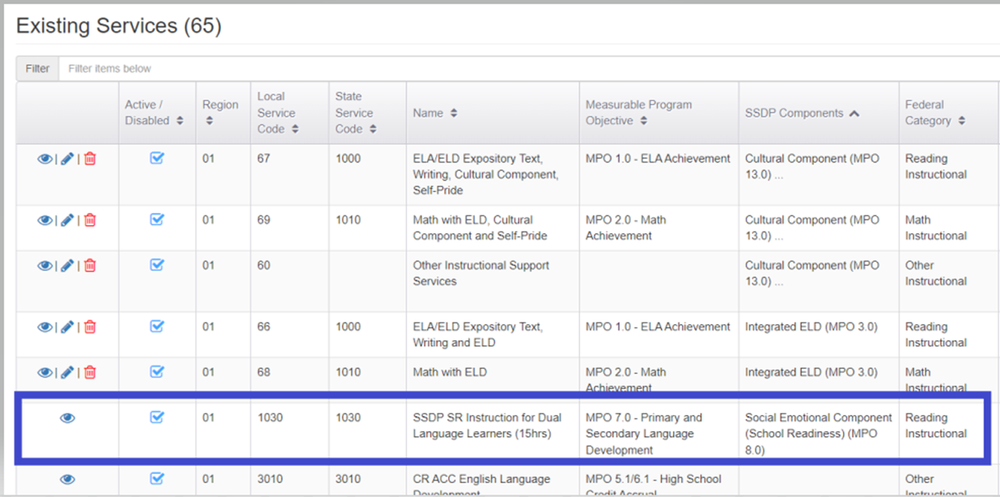 Existing Services (65)
Filter Filter items below
Active /
Disabled
Region
Local
Service
Code
State
Service
Code
Name
Measurable Program
Objective
SSDP Components
Federal
Category
| | 01 67 1000 ELA/ELD Expository Text, MPO 1.0 - ELA Achievement Cultural Component (MPO Reading
Writing, Cultural Component, 13.0) ... Instructional
Self-Pride
| | 01 69 1010 Math with ELD, Cultural MPO 2.0 - Math Cultural Component (MPO Math
Component and Self-Pride Achievement 13.0) ... Instructional
| | 01 60 Other Instructional Support Cultural Component (MPO Other
Services 13.0) ... Instructional
| | 01 66 1000 ELA/ELD Expository Text, MPO 1.0 - ELA Achievement Integrated ELD (MPO 3.0) Reading
Writing and ELD Instructional
| | 01 68 1010 Math with ELD MPO 2.0 - Math Integrated ELD (MPO 3.0) Math
Achievement Instructional
01 1030 1030 SSDP SR Instruction for Dual MPO 7.0 - Primary and Social Emotional Component Reading
Language Learners (15hrs) Secondary Language (School Readiness) (MPO Instructional
Development 8.0)
01 3010 3010 CR ACC English Language MPO 5.1/6.1 - High School Other
Development Credit Accrual Instructional